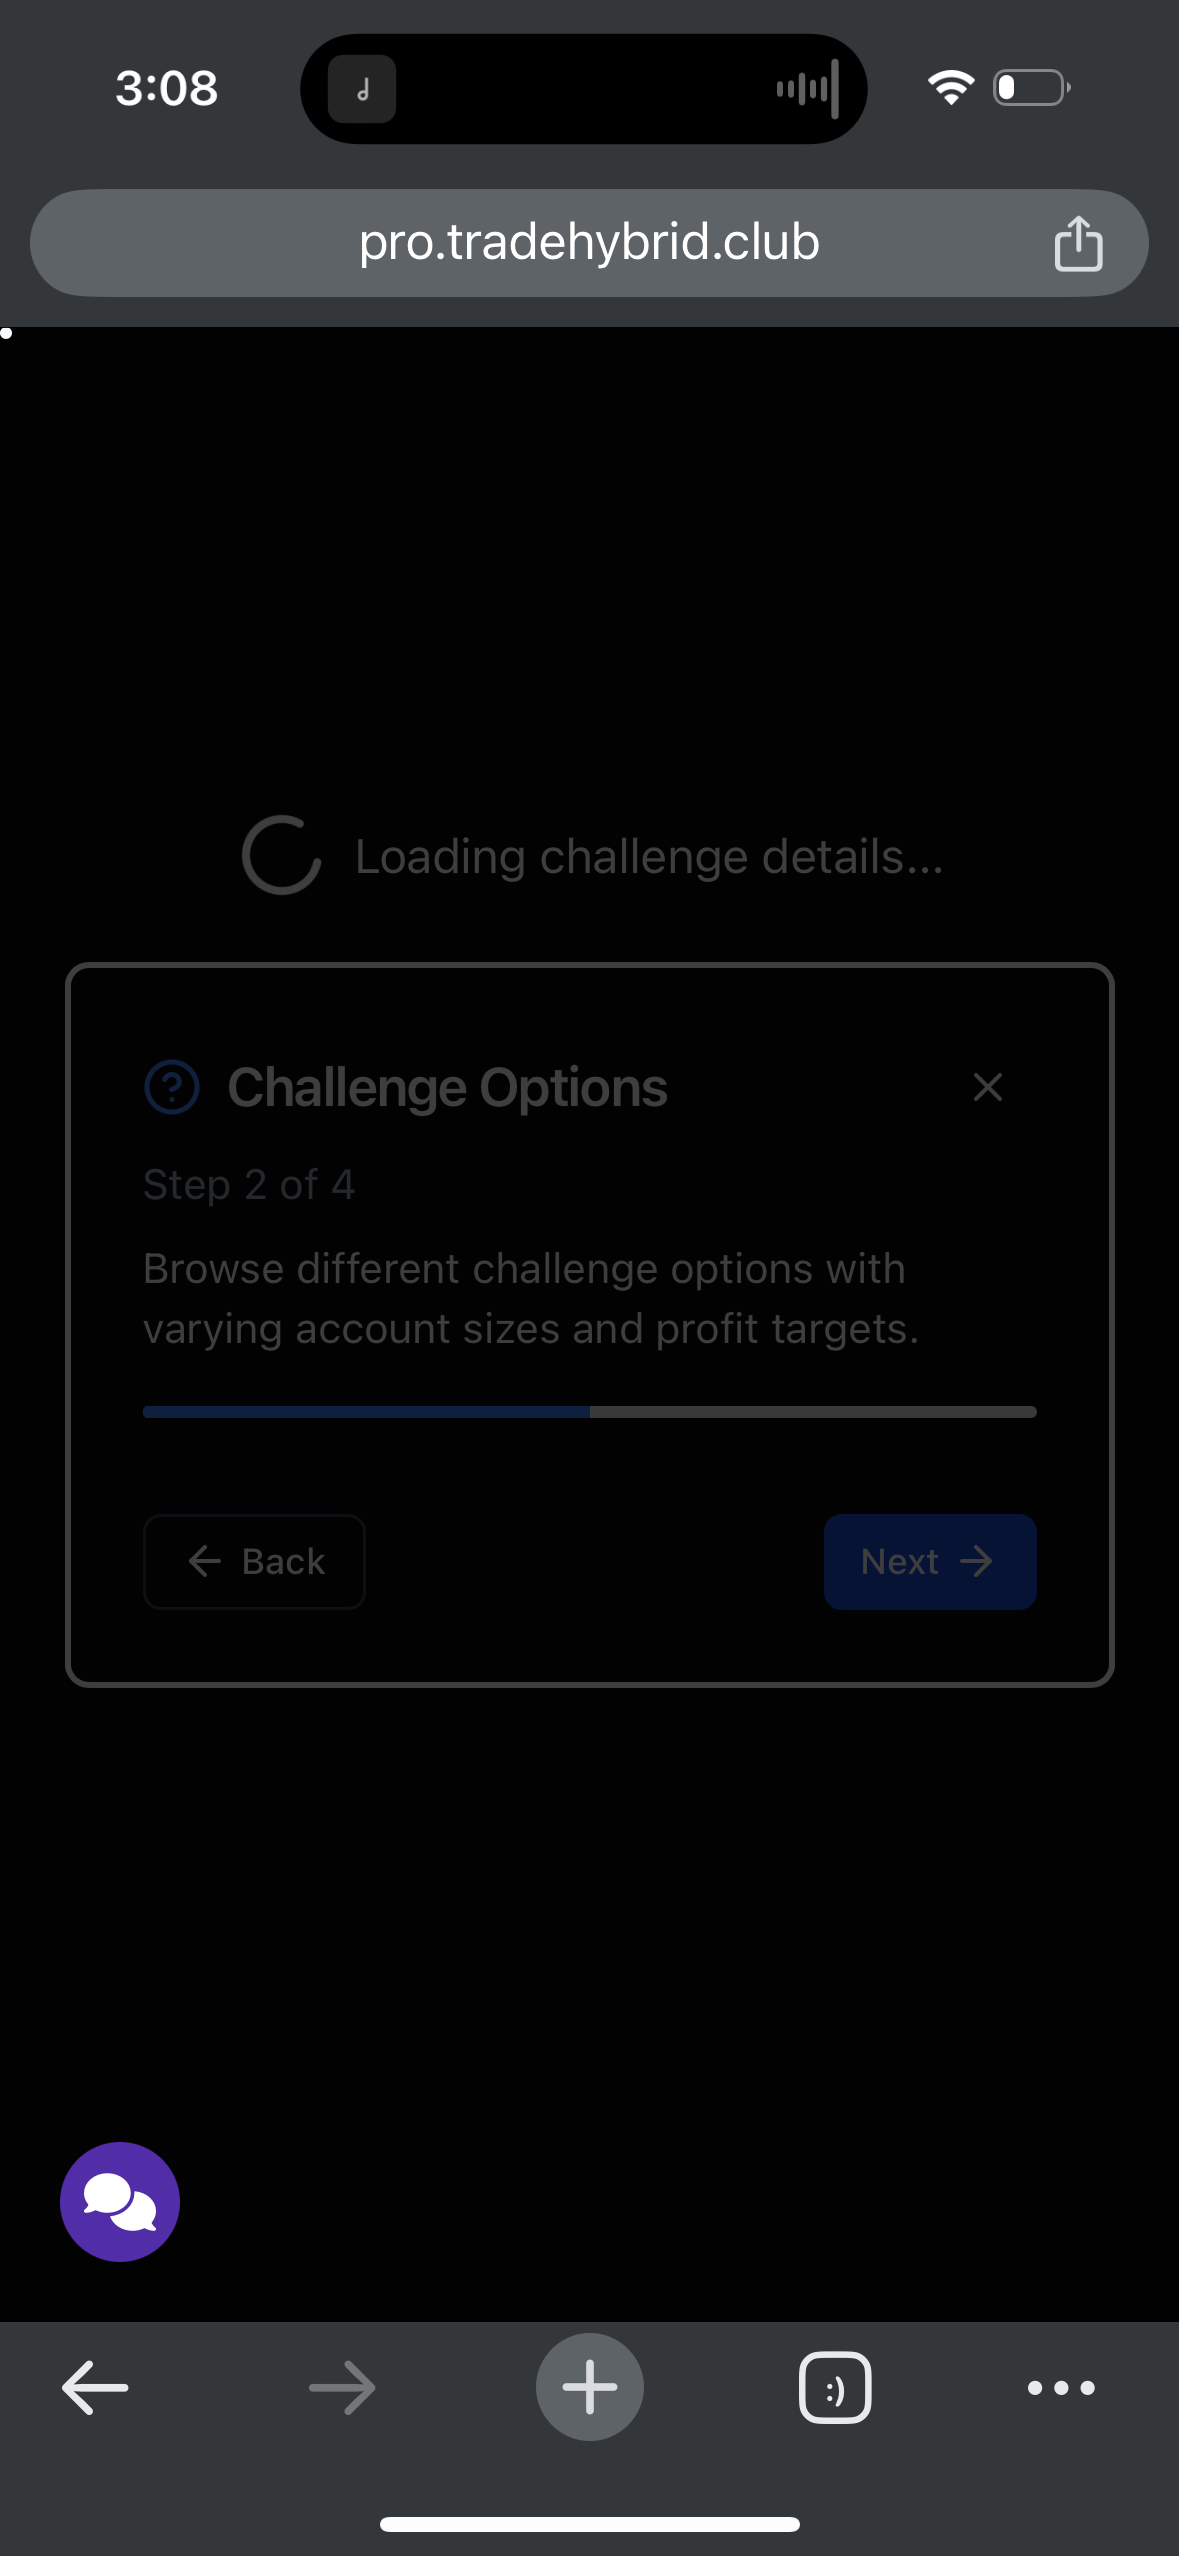 3:08
pro.tradehybrid.club
Loading challenge details...
Challenge Options
Step 2 of 4
Browse different challenge options with
varying account sizes and profit targets.
Back
Next
:)